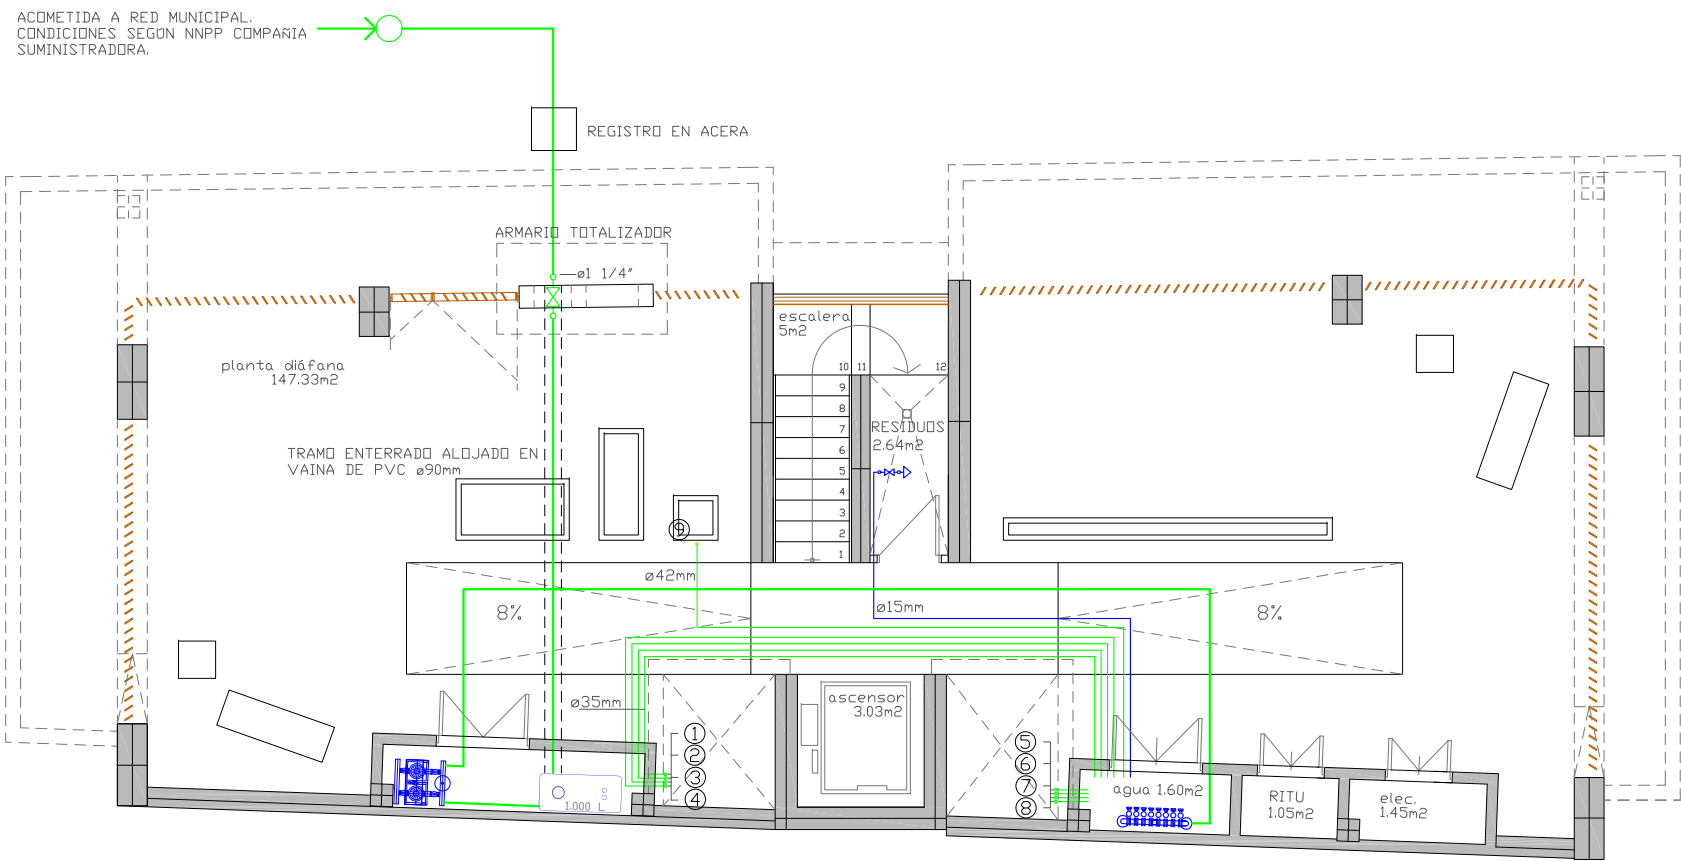 ACOMETIDA A RED MUNICIPAL.
CONDICIONES SEGÚN NNPP COMPAÑIA
SUMINISTRADORA.
REGISTRO EN ACERA
ARMARIO TOTALIZADOR
ø1 1/4"
escalera
5m2
planta diáfana
147.33m2
10 11 12
9
8
7
6
5
4
3
2
1
RESIDUOS
2.64m2
TRAMO ENTERRADO ALOJADO EN
VAINA DE PVC ø90mm
9
ø42mm
ø15mm
8%
8%
ø35mm
ascensor
3.03m2
1
2
3
4
5
6
7
8
1.000 L
agua 1.60m2
RITU
1.05m2
elec.
1.45m2